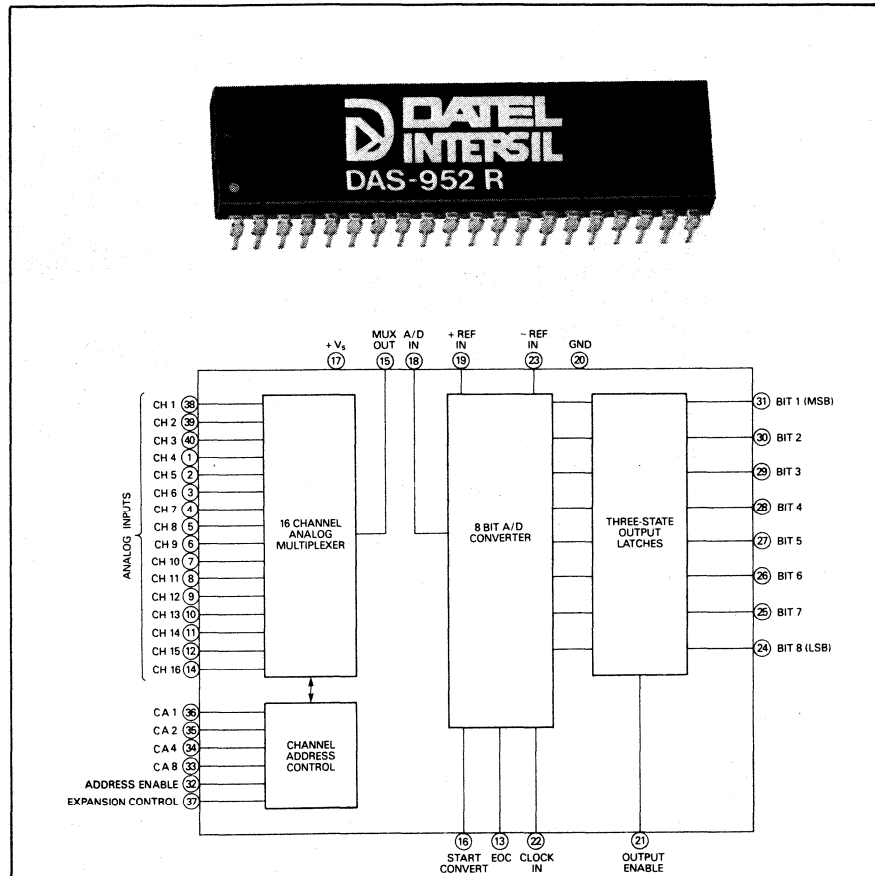 DATEL
INTERSIL
DAS-952 R
+ Vs
17
MUX OUT
15
A/D IN
18
+ REF IN
19
− REF IN
23
GND
20
ANALOG INPUTS
CH 1 38
CH 2 39
CH 3 40
CH 4 1
CH 5 2
CH 6 3
CH 7 4
CH 8 5
CH 9 6
CH 10 7
CH 11 8
CH 12 9
CH 13 10
CH 14 11
CH 15 12
CH 16 14
16 CHANNEL
ANALOG
MULTIPLEXER
8 BIT A/D
CONVERTER
THREE-STATE
OUTPUT
LATCHES
31 BIT 1 (MSB)
30 BIT 2
29 BIT 3
28 BIT 4
27 BIT 5
26 BIT 6
25 BIT 7
24 BIT 8 (LSB)
CA 1 36
CA 2 35
CA 4 34
CA 8 33
ADDRESS ENABLE 32
EXPANSION CONTROL 37
CHANNEL
ADDRESS
CONTROL
16
START
CONVERT
13
EOC
22
CLOCK
IN
21
OUTPUT
ENABLE